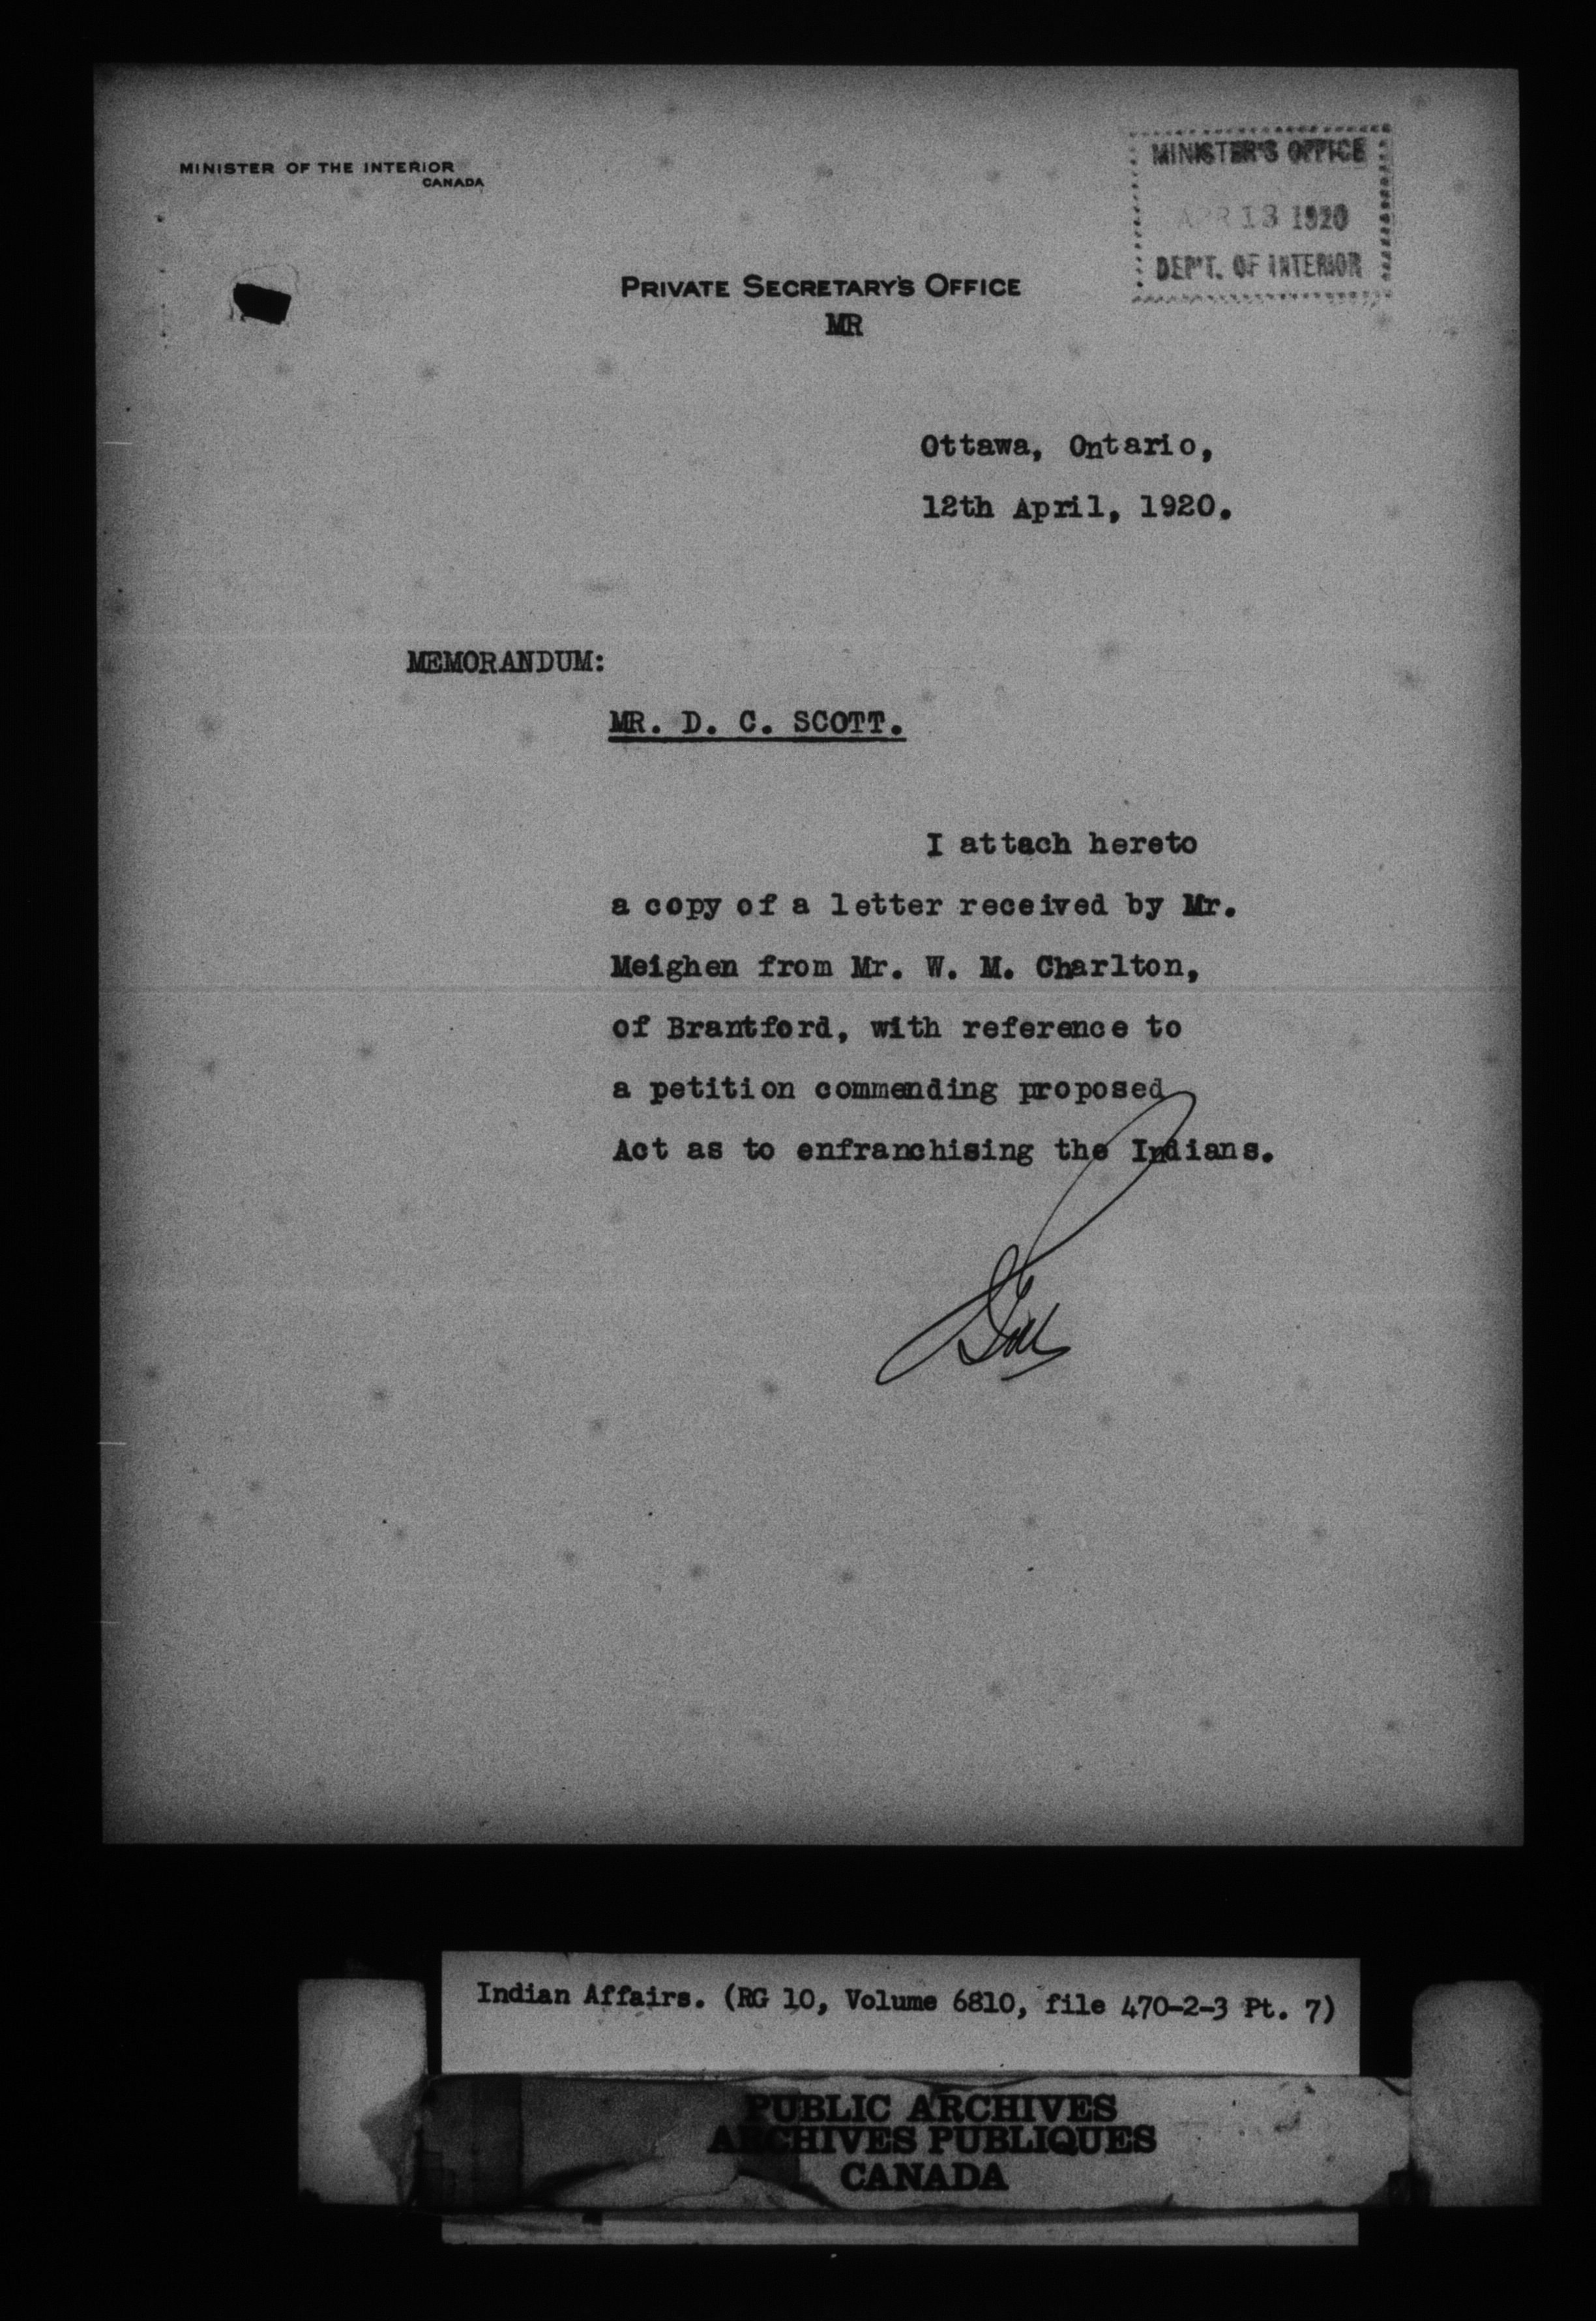 MINISTER OF THE INTERIOR
CANADA
MINISTER'S OFFICE
APR 13 1920
DEP'T. OF INTERIOR
PRIVATE SECRETARY'S OFFICE
MR
Ottawa, Ontario,
12th April, 1920.
MEMORANDUM:
MR. D. C. SCOTT.
I attach hereto
a copy of a letter received by Mr.
Meighen from Mr. W. M. Charlton,
of Brantford, with reference to
a petition commending proposed
Act as to enfranchising the Indians.
Indian Affairs. (RG 10, Volume 6810, file 470-2-3 Pt. 7)
PUBLIC ARCHIVES
ARCHIVES PUBLIQUES
CANADA